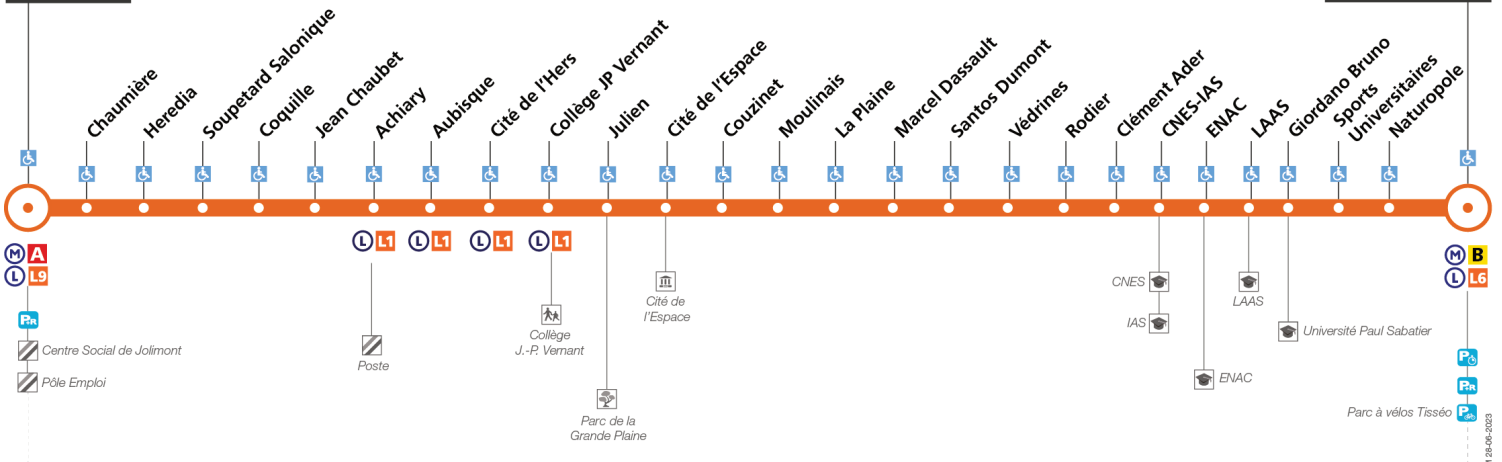 Chaumière
Heredia
Soupetard Salonique
Coquille
Jean Chaubet
Achiary
Aubisque
Cité de l'Hers
Collège JP Vernant
Julien
Cité de l'Espace
Couzinet
Moulinais
La Plaine
Marcel Dassault
Santos Dumont
Védrines
Rodier
Clément Ader
CNES-IAS
ENAC
LAAS
Giordano Bruno
Sports
Universitaires
Naturopole
M A
L L9
P+R
Centre Social de Jolimont
Pôle Emploi
L L1
Poste
L L1
L L1
L L1
Collège
J.-P. Vernant
Parc de la
Grande Plaine
Cité de
l'Espace
CNES
IAS
ENAC
LAAS
Université Paul Sabatier
M B
L L6
P
P+R
Parc à vélos Tisséo P
28-06-2023